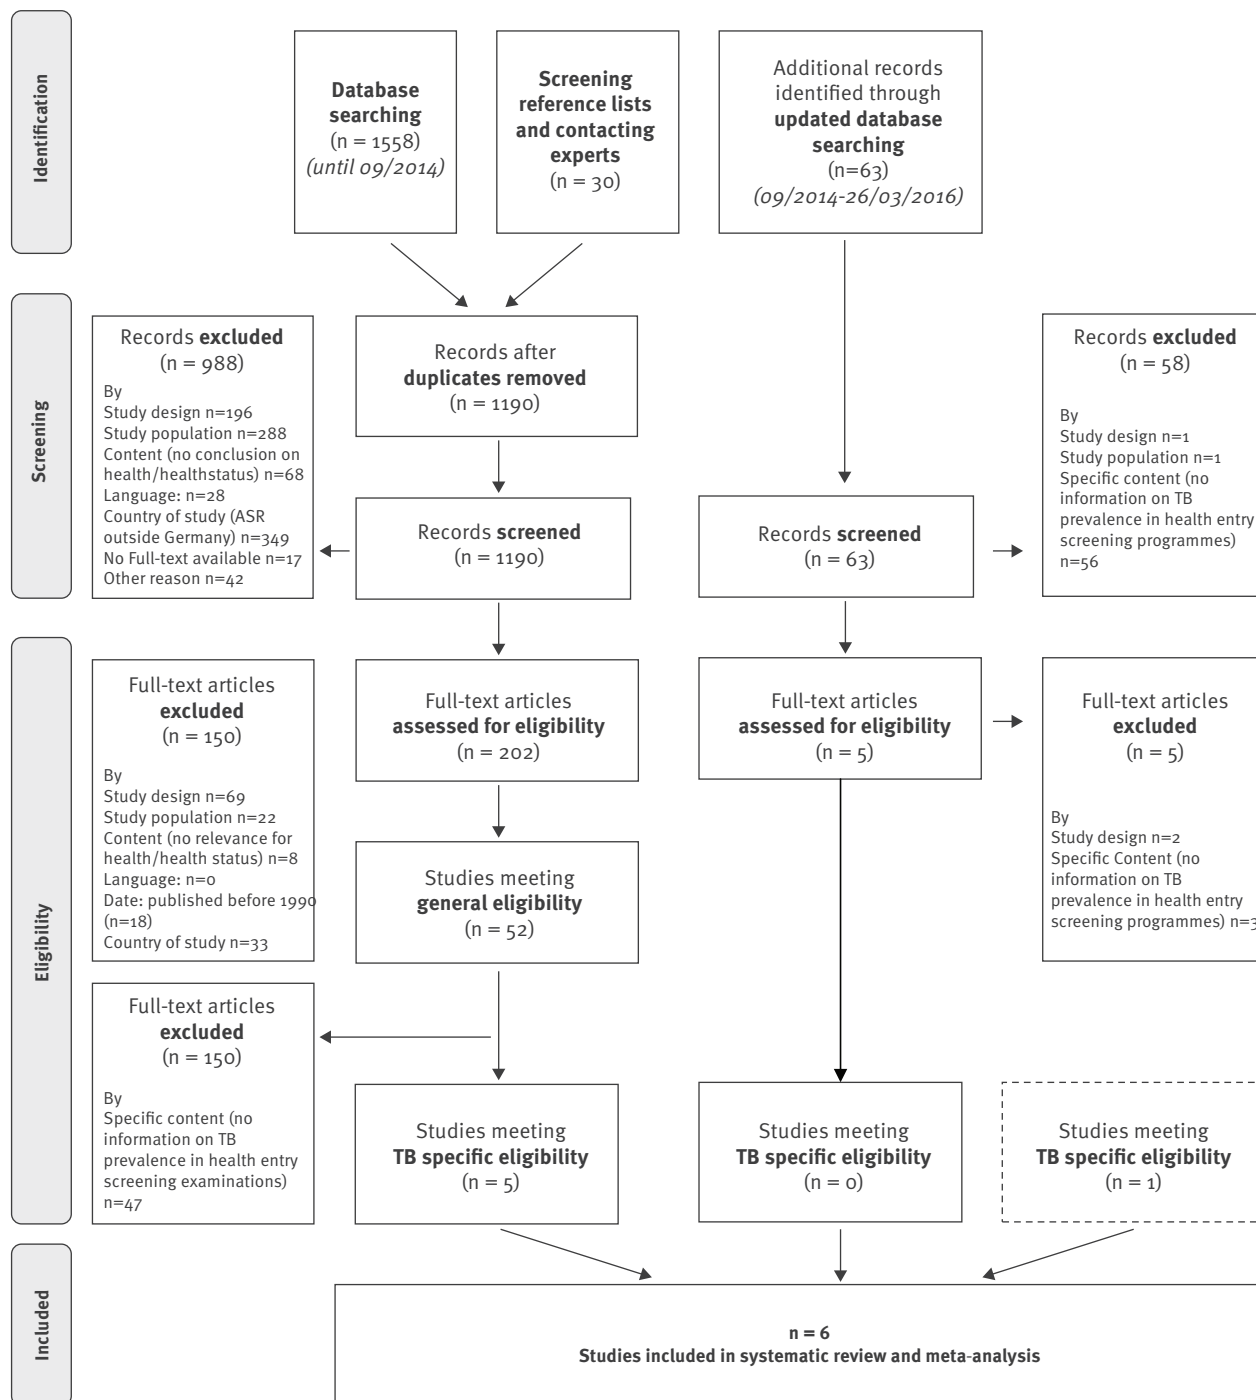 Identification
Database
searching
(n = 1558)
(until 09/2014)
Screening
reference lists
and contacting
experts
(n = 30)
Additional records
identified through
updated database
searching
(n=63)
(09/2014-26/03/2016)
Screening
Records excluded
(n = 988)
By
Study design n=196
Study population n=288
Content (no conclusion on
health/healthstatus) n=68
Language: n=28
Country of study (ASR
outside Germany) n=349
No Full-text available n=17
Other reason n=42
Records after
duplicates removed
(n = 1190)
Records screened
(n = 1190)
Records screened
(n = 63)
Records excluded
(n = 58)
By
Study design n=1
Study population n=1
Specific content (no
information on TB
prevalence in health entry
screening programmes)
n=56
Eligibility
Full-text articles
excluded
(n = 150)
By
Study design n=69
Study population n=22
Content (no relevance for
health/health status) n=8
Language: n=0
Date: published before 1990
(n=18)
Country of study n=33
Full-text articles
assessed for eligibility
(n = 202)
Full-text articles
assessed for eligibility
(n = 5)
Full-text articles
excluded
(n = 5)
By
Study design n=2
Specific Content (no
information on TB
prevalence in health entry
screening programmes) n=3
Studies meeting
general eligibility
(n = 52)
Full-text articles
excluded
(n = 150)
By
Specific content (no
information on TB
prevalence in health entry
screening examinations)
n=47
Studies meeting
TB specific eligibility
(n = 5)
Studies meeting
TB specific eligibility
(n = 0)
Studies meeting
TB specific eligibility
(n = 1)
Included
n = 6
Studies included in systematic review and meta-analysis